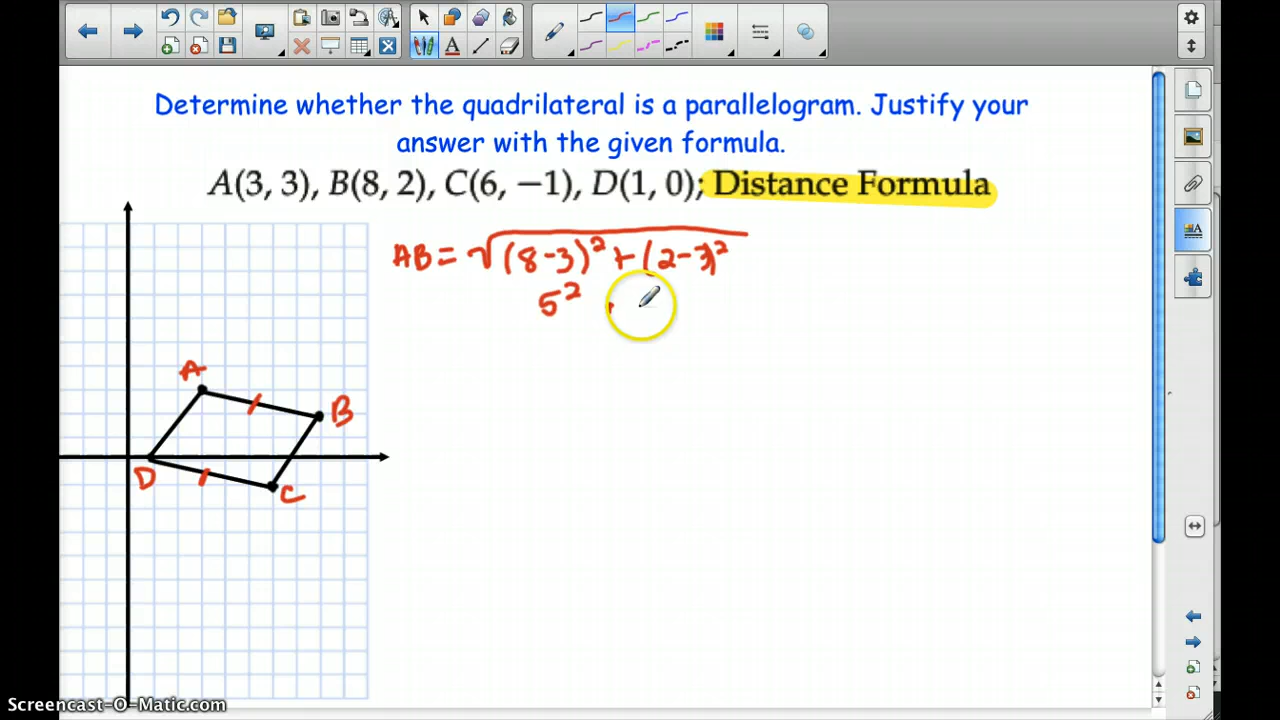 Determine whether the quadrilateral is a parallelogram. Justify your
answer with the given formula.
A(3, 3), B(8, 2), C(6, −1), D(1, 0); Distance Formula
AB = √(8-3)² + (2-3)²
5²
A
B
D
C
Screencast-O-Matic.com